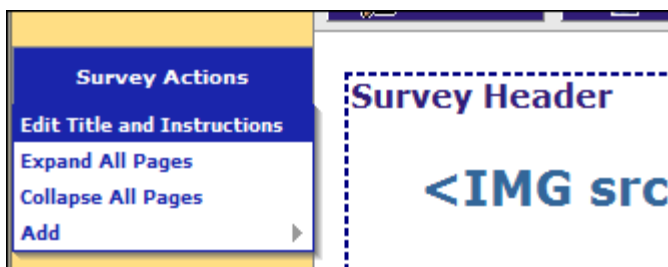 Survey Actions
Edit Title and Instructions
Expand All Pages
Collapse All Pages
Add
Survey Header
<IMG src